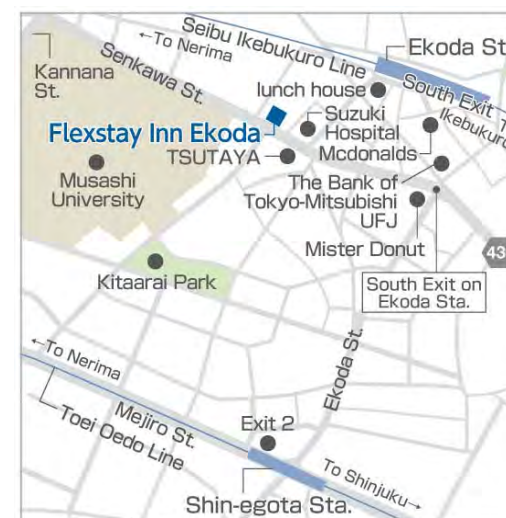 Seibu Ikebukuro Line
←To Nerima
Ekoda St
Kannana
St.
Senkawa St.
lunch house
South Exit
Ikebukuro
Flexstay Inn Ekoda
Suzuki
Hospital
Mcdonalds
TSUTAYA
Musashi
University
The Bank of
Tokyo-Mitsubishi
UFJ
Mister Donut
43
Kitaarai Park
South Exit on
Ekoda Sta.
←To Nerima
Toei Oedo Line
Mejiro St.
Ekoda St.
Exit 2
To Shinjuku→
Shin-egota Sta.